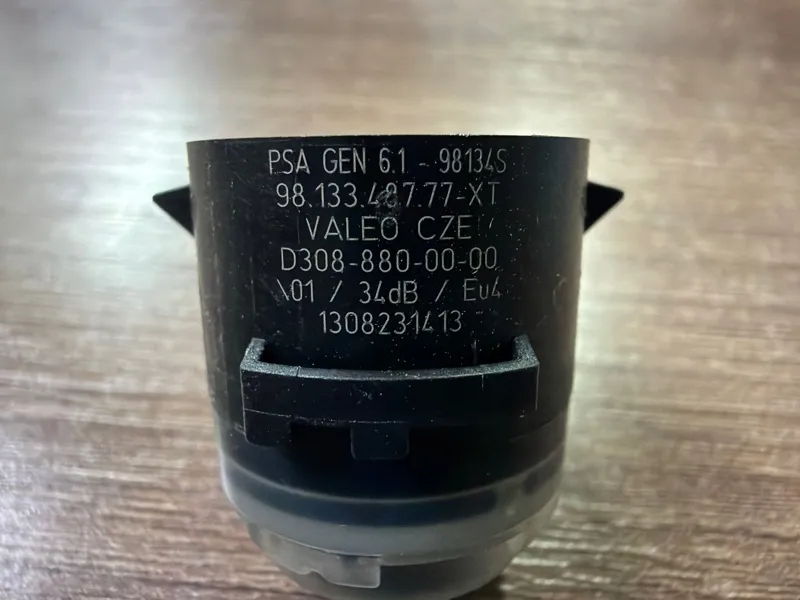 PSA GEN 6.1 - 98134S
98.133.487.77-XT
VALEO CZE
D308-880-00-00
\01 / 34dB / Eu4
1308231413